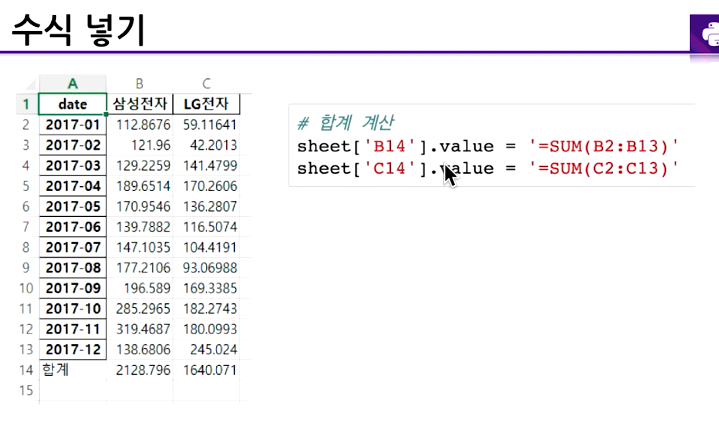 수식 넣기
A B C
1 date 삼성전자 LG전자
2 2017-01 112.8676 59.11641
3 2017-02 121.96 42.2013
4 2017-03 129.2259 141.4799
5 2017-04 189.6514 170.2606
6 2017-05 170.9546 136.2807
7 2017-06 139.7882 116.5074
8 2017-07 147.1035 104.4191
9 2017-08 177.2106 93.06988
10 2017-09 196.589 169.3385
11 2017-10 285.2965 182.2743
12 2017-11 319.4687 180.0993
13 2017-12 138.6806 245.024
14 합계 2128.796 1640.071
15
# 합계 계산
sheet['B14'].value = '=SUM(B2:B13)'
sheet['C14'].value = '=SUM(C2:C13)'